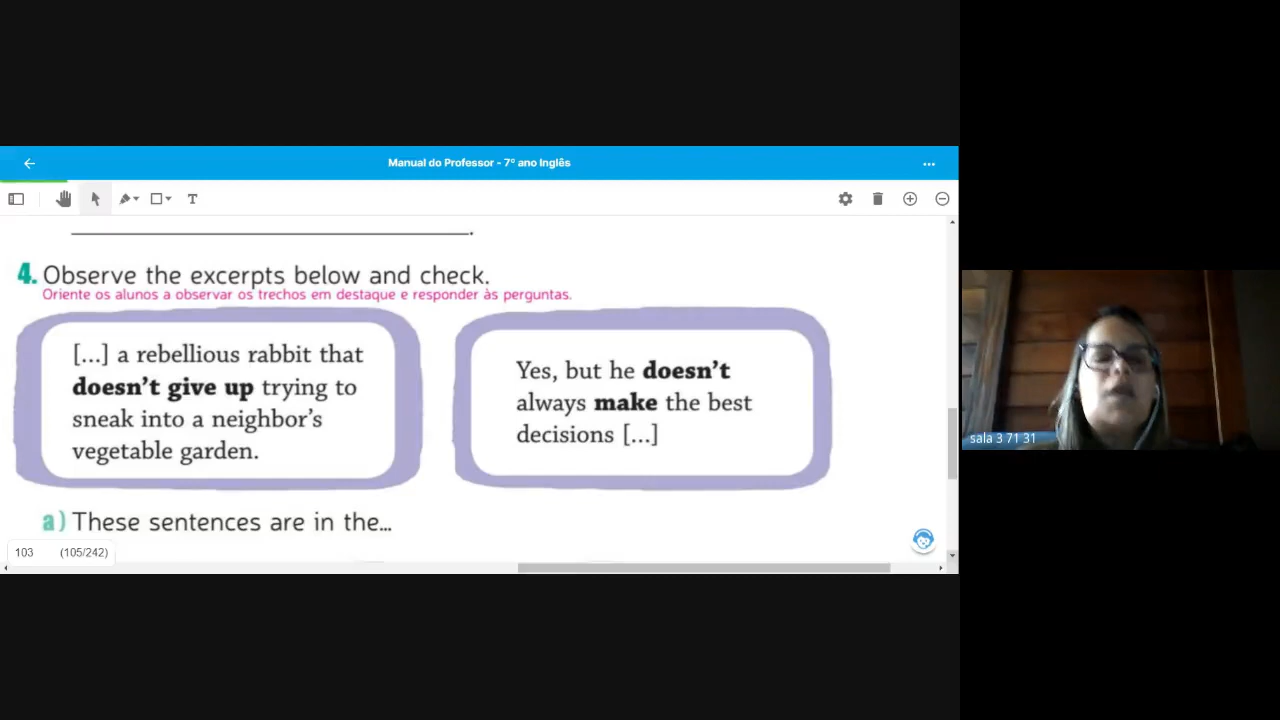 Manual do Professor - 7º ano Inglês
T
4. Observe the excerpts below and check.
Oriente os alunos a observar os trechos em destaque e responder às perguntas.
[...] a rebellious rabbit that
doesn't give up trying to
sneak into a neighbor's
vegetable garden.
Yes, but he doesn't
always make the best
decisions [...]
a) These sentences are in the...
103 (105/242)
sala 3 71 31